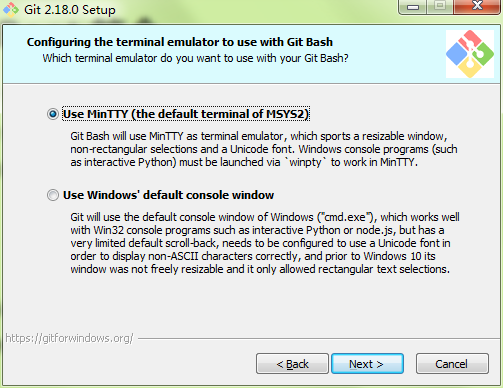 Git 2.18.0 Setup
Configuring the terminal emulator to use with Git Bash
Which terminal emulator do you want to use with your Git Bash?
Use MinTTY (the default terminal of MSYS2)
Git Bash will use MinTTY as terminal emulator, which sports a resizable window,
non-rectangular selections and a Unicode font. Windows console programs (such
as interactive Python) must be launched via `winpty` to work in MinTTY.
Use Windows' default console window
Git will use the default console window of Windows ("cmd.exe"), which works well
with Win32 console programs such as interactive Python or node.js, but has a
very limited default scroll-back, needs to be configured to use a Unicode font in
order to display non-ASCII characters correctly, and prior to Windows 10 its
window was not freely resizable and it only allowed rectangular text selections.
https://gitforwindows.org/
< Back
Next >
Cancel